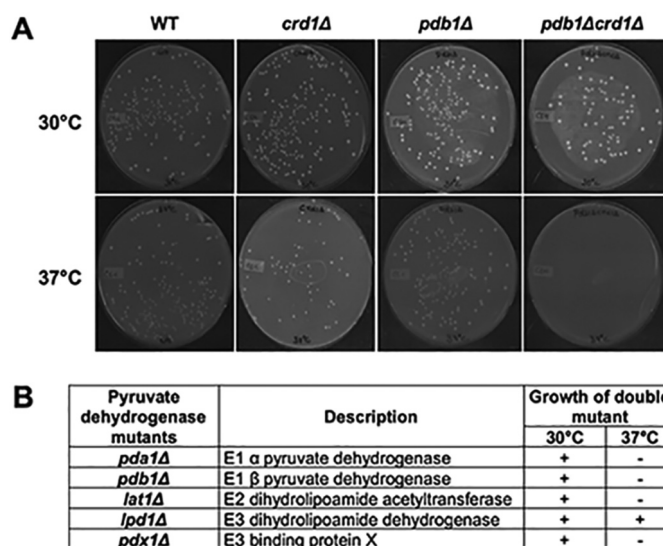 A
WT crd1Δ pdb1Δ pdb1Δcrd1Δ
30°C
37°C
B
Pyruvate dehydrogenase mutants Description Growth of double mutant
30°C 37°C
pda1Δ E1 α pyruvate dehydrogenase + -
pdb1Δ E1 β pyruvate dehydrogenase + -
lat1Δ E2 dihydrolipoamide acetyltransferase + -
lpd1Δ E3 dihydrolipoamide dehydrogenase + +
pdx1Δ E3 binding protein X + -